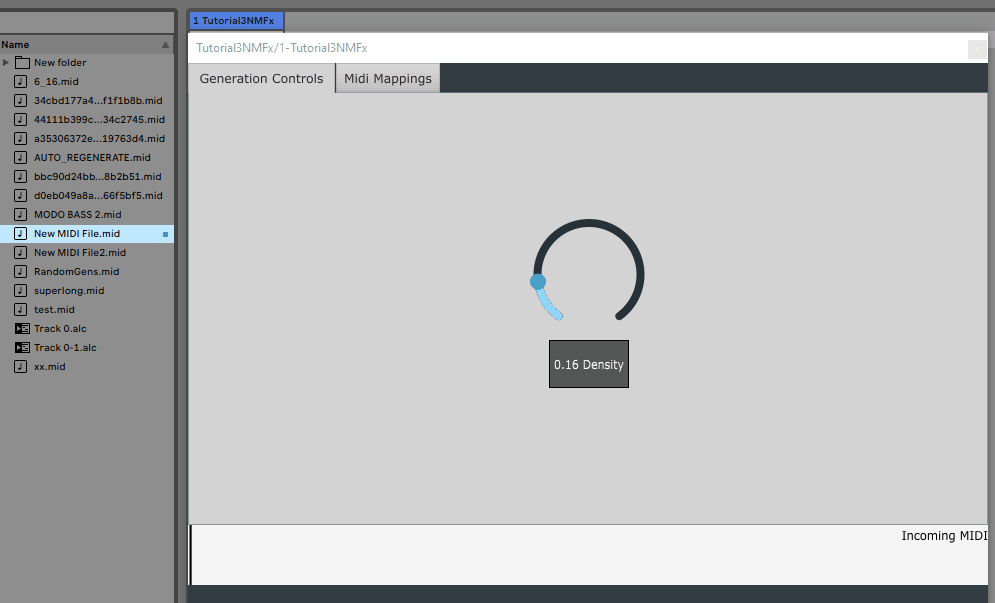 Name
New folder
6_16.mid
34cbd177a4...f1f1b8b.mid
44111b399c...34c2745.mid
a35306372e...19763d4.mid
AUTO_REGENERATE.mid
bbc90d24bb...8b2b51.mid
d0eb049a8a...66f5bf5.mid
MODO BASS 2.mid
New MIDI File.mid
New MIDI File2.mid
RandomGens.mid
superlong.mid
test.mid
Track 0.alc
Track 0-1.alc
xx.mid
1 Tutorial3NMFx
Tutorial3NMFx/1-Tutorial3NMFx
Generation Controls
Midi Mappings
0.16 Density
Incoming MIDI